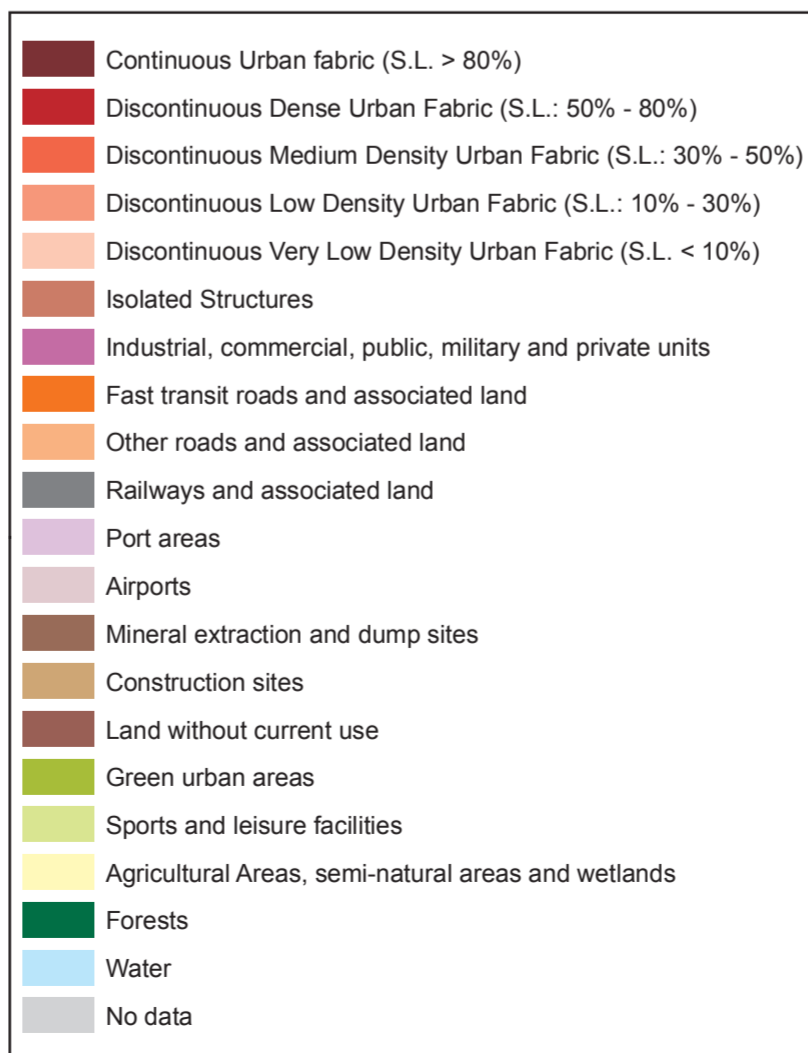 Continuous Urban fabric (S.L. > 80%)
Discontinuous Dense Urban Fabric (S.L.: 50% - 80%)
Discontinuous Medium Density Urban Fabric (S.L.: 30% - 50%)
Discontinuous Low Density Urban Fabric (S.L.: 10% - 30%)
Discontinuous Very Low Density Urban Fabric (S.L. < 10%)
Isolated Structures
Industrial, commercial, public, military and private units
Fast transit roads and associated land
Other roads and associated land
Railways and associated land
Port areas
Airports
Mineral extraction and dump sites
Construction sites
Land without current use
Green urban areas
Sports and leisure facilities
Agricultural Areas, semi-natural areas and wetlands
Forests
Water
No data